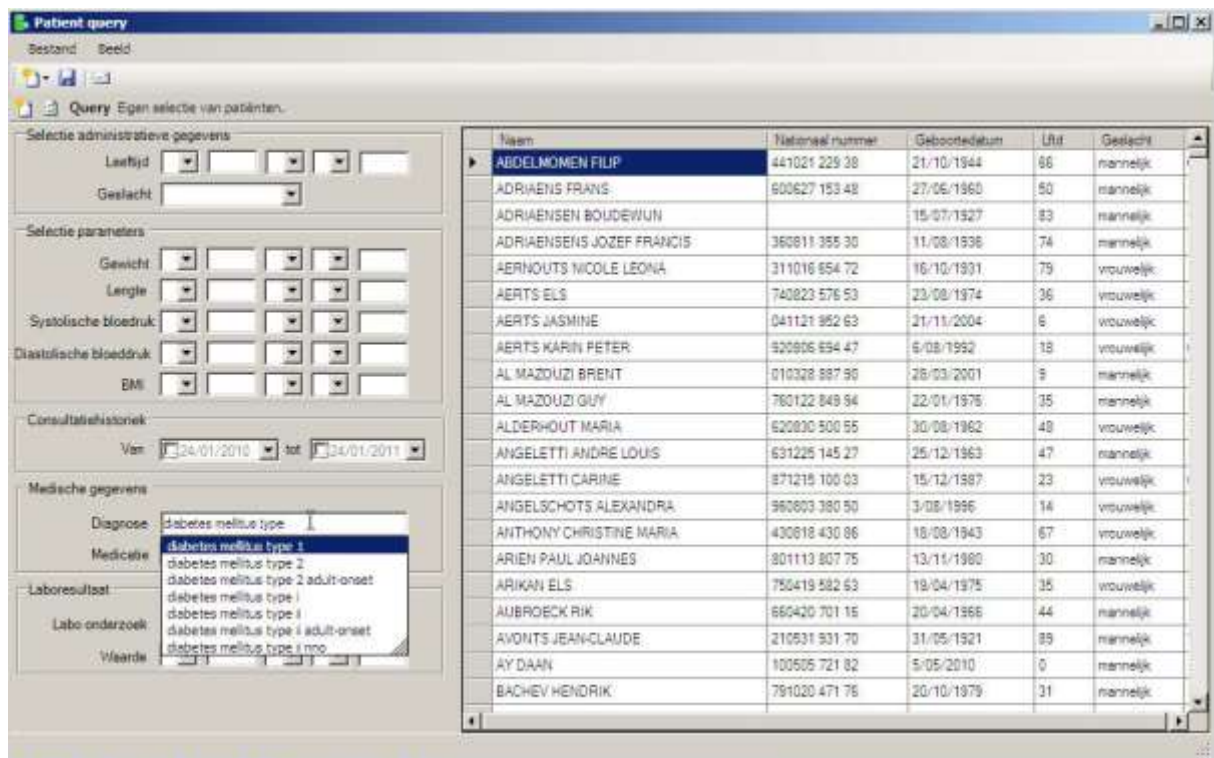 Patient query
Bestand Beeld
Query Eigen selectie van patiënten.
Selectie administratieve gegevens
Leeftijd
Geslacht
Selectie parameters
Gewicht
Lengte
Systolische bloedruk
Diastolische bloeddruk
BMI
Consultatiehistoriek
Van 24/01/2010 tot 24/01/2011
Medische gegevens
Diagnose diabetes mellitus type
diabetes mellitus type 1
Medicatie
diabetes mellitus type 2
diabetes mellitus type 2 adult-onset
Laboresultaat
diabetes mellitus type i
diabetes mellitus type ii
Labo onderzoek
diabetes mellitus type ii adult-onset
diabetes mellitus type ii nno
Waarde
Naam Nationaal nummer Geboortedatum Lftd Geslacht
ABDELMOMEN FILIP 441021 229 38 21/10/1944 66 mannelijk
ADRIAENS FRANS 600627 153 48 27/06/1960 50 mannelijk
ADRIAENSEN BOUDEWIJN 15/07/1927 83 mannelijk
ADRIAENSENS JOZEF FRANCIS 360811 355 30 11/08/1936 74 mannelijk
AERNOUTS NICOLE LEONA 311016 654 72 16/10/1931 79 vrouwelijk
AERTS ELS 740823 576 53 23/08/1974 36 vrouwelijk
AERTS JASMINE 041121 952 63 21/11/2004 6 vrouwelijk
AERTS KARIN PETER 920806 694 47 6/08/1992 18 vrouwelijk
AL MAZOUZI BRENT 010328 887 90 28/03/2001 9 mannelijk
AL MAZOUZI GUY 760122 849 94 22/01/1976 35 mannelijk
ALDERHOUT MARIA 620830 500 55 30/08/1962 48 vrouwelijk
ANGELETTI ANDRE LOUIS 631225 145 27 25/12/1963 47 mannelijk
ANGELETTI CARINE 871215 100 03 15/12/1987 23 vrouwelijk
ANGELSCHOTS ALEXANDRA 960803 380 50 3/08/1996 14 vrouwelijk
ANTHONY CHRISTINE MARIA 430818 430 86 18/08/1943 67 vrouwelijk
ARIEN PAUL JOANNES 801113 807 75 13/11/1980 30 mannelijk
ARIKAN ELS 750419 582 63 19/04/1975 35 vrouwelijk
AUBROECK RIK 660420 701 16 20/04/1966 44 mannelijk
AVONTS JEAN-CLAUDE 210531 931 70 31/05/1921 89 mannelijk
AY DAAN 100505 721 82 5/05/2010 0 mannelijk
BACHEV HENDRIK 791020 471 76 20/10/1979 31 mannelijk